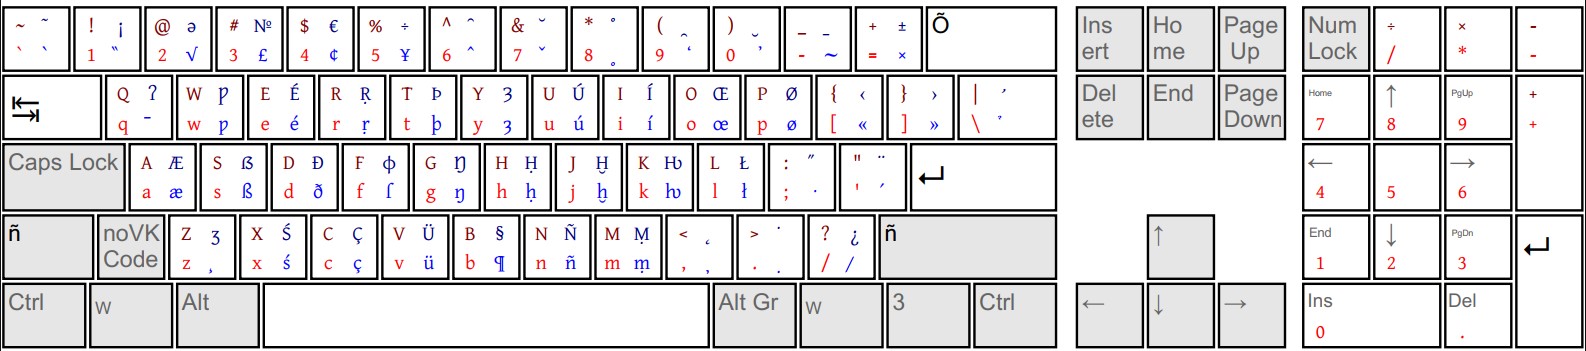 ~ ˜ ! ¡ @ ə # № $ € % ÷ ^ ^ & ˘ * ° ( ̑ ) ̮ _ – + ± Õ Ins Ho Page Num ÷ × -
` ` 1 “ 2 √ 3 £ 4 ¢ 5 ¥ 6 ˆ 7 ˇ 8 ˳ 9 ‘ 0 ’ - ~ = × ert me Up Lock / * -
Q ʔ W Ƿ E É R Ṛ T Þ Y Ȝ U Ú I Í O Œ P Ø { ‹ } › | ˊ Del End Page Home ↑ PgUp +
q ˉ w ƿ e é r ṛ t þ y ȝ u ú i í o œ p ø [ « ] » \ ete Down 7 8 9 +
Caps Lock A Æ S ẞ D Ð F ф G Ŋ H Ḥ J Ḫ K Ƕ L Ł : ˝ " ¨ ↵ ← →
a æ s ß d ð f ſ g ŋ h ḥ j ḫ k ƕ l ł ; · ' ´ 4 5 6
ñ noVK Z ʒ X Ś C Ç V Ü B § N Ñ M Ṃ < > ˙ ? ¿ ñ ↑ End ↓ PgDn ↵
Code z ¸ x ś c ç v ü b ¶ n ñ m ṃ , . / / 1 2 3
Ctrl w Alt Alt Gr w 3 Ctrl ← ↓ → Ins Del
0 .